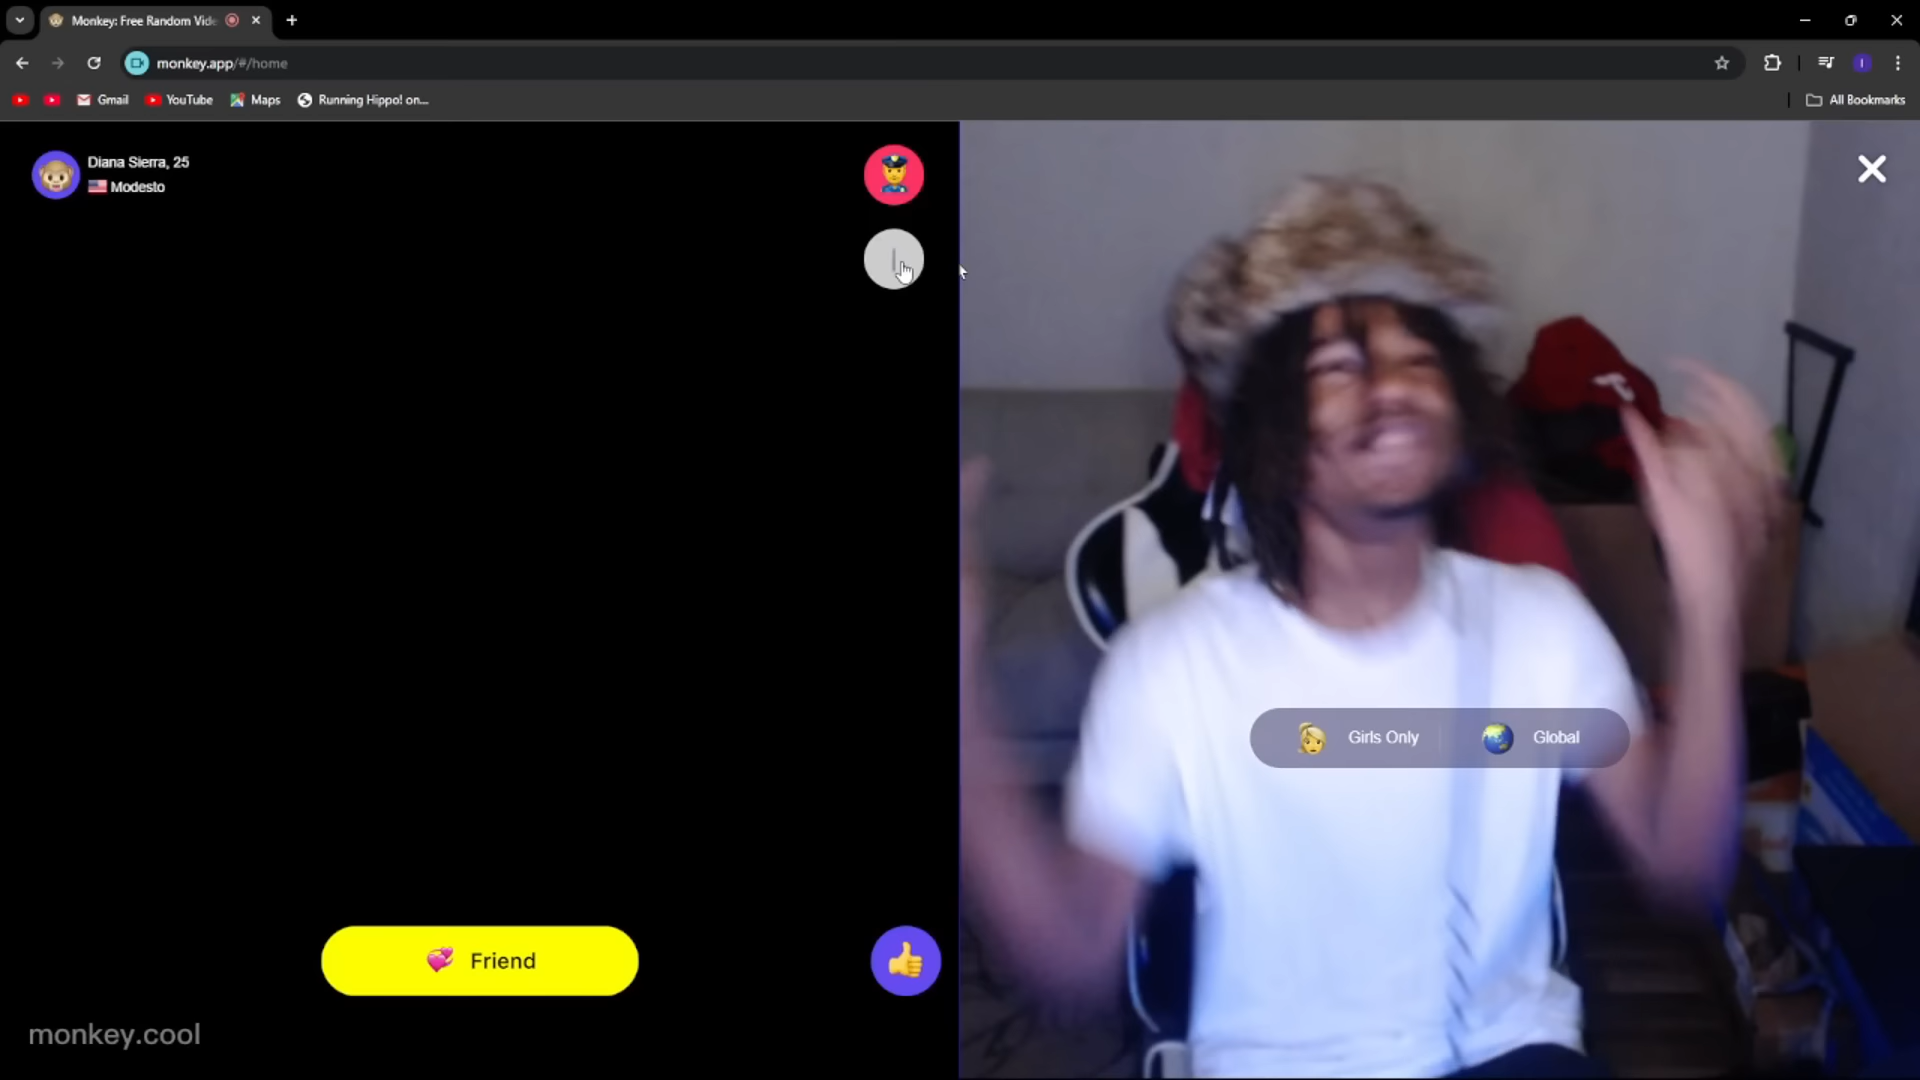 Monkey: Free Random Vide
monkey.app/#/home
Gmail
YouTube
Maps
Running Hippo! on...
All Bookmarks
Diana Sierra, 25
Modesto
Girls Only
Global
Friend
monkey.cool